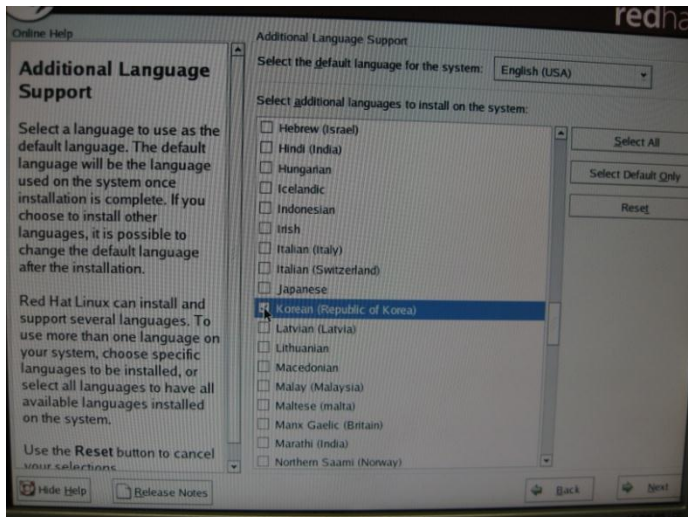 redha
Online Help
Additional Language
Support
Select a language to use as the
default language. The default
language will be the language
used on the system once
installation is complete. If you
choose to install other
languages, it is possible to
change the default language
after the installation.
Red Hat Linux can install and
support several languages. To
use more than one language on
your system, choose specific
languages to be installed, or
select all languages to have all
available languages installed
on the system.
Use the Reset button to cancel
your selections
Additional Language Support
Select the default language for the system: English (USA)
Select additional languages to install on the system:
Hebrew (Israel)
Hindi (India)
Hungarian
Icelandic
Indonesian
Irish
Italian (Italy)
Italian (Switzerland)
Japanese
Korean (Republic of Korea)
Latvian (Latvia)
Lithuanian
Macedonian
Malay (Malaysia)
Maltese (malta)
Manx Gaelic (Britain)
Marathi (India)
Northern Saami (Norway)
Select All
Select Default Only
Reset
Hide Help
Release Notes
Back
Next